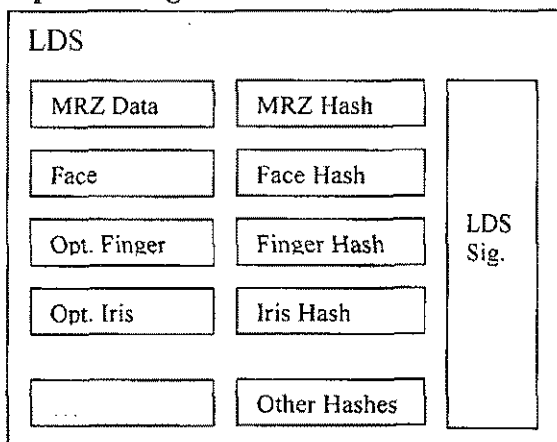 LDS
MRZ Data
MRZ Hash
Face
Face Hash
Opt. Finger
Finger Hash
LDS
Sig.
Opt. Iris
Iris Hash
...
Other Hashes